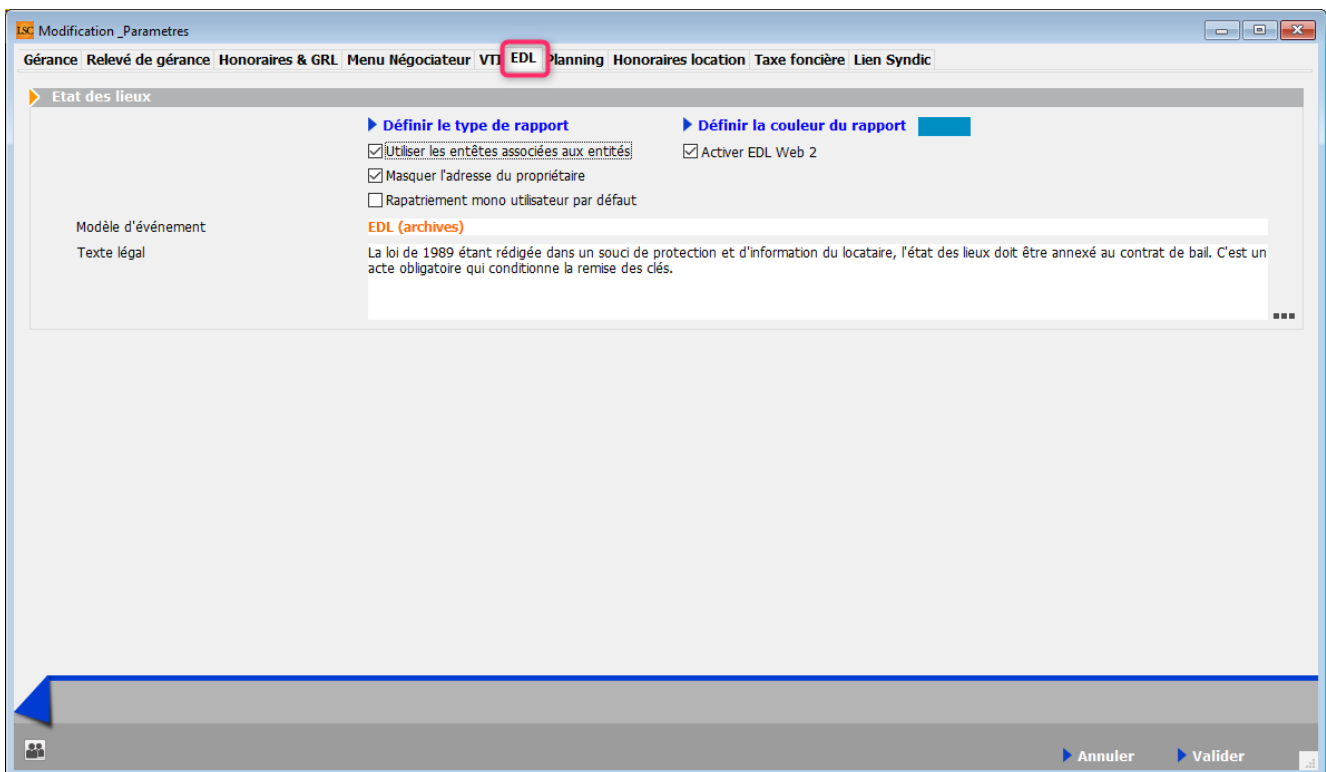 LSC Modification _Parametres
Gérance Relevé de gérance Honoraires & GRL Menu Négociateur VTI EDL Planning Honoraires location Taxe foncière Lien Syndic
Etat des lieux
Définir le type de rapport Définir la couleur du rapport
Utiliser les entêtes associées aux entités Activer EDL Web 2
Masquer l'adresse du propriétaire
Rapatriement mono utilisateur par défaut
Modèle d'événement EDL (archives)
Texte légal La loi de 1989 étant rédigée dans un souci de protection et d'information du locataire, l'état des lieux doit être annexé au contrat de bail. C'est un
acte obligatoire qui conditionne la remise des clés.
Annuler Valider